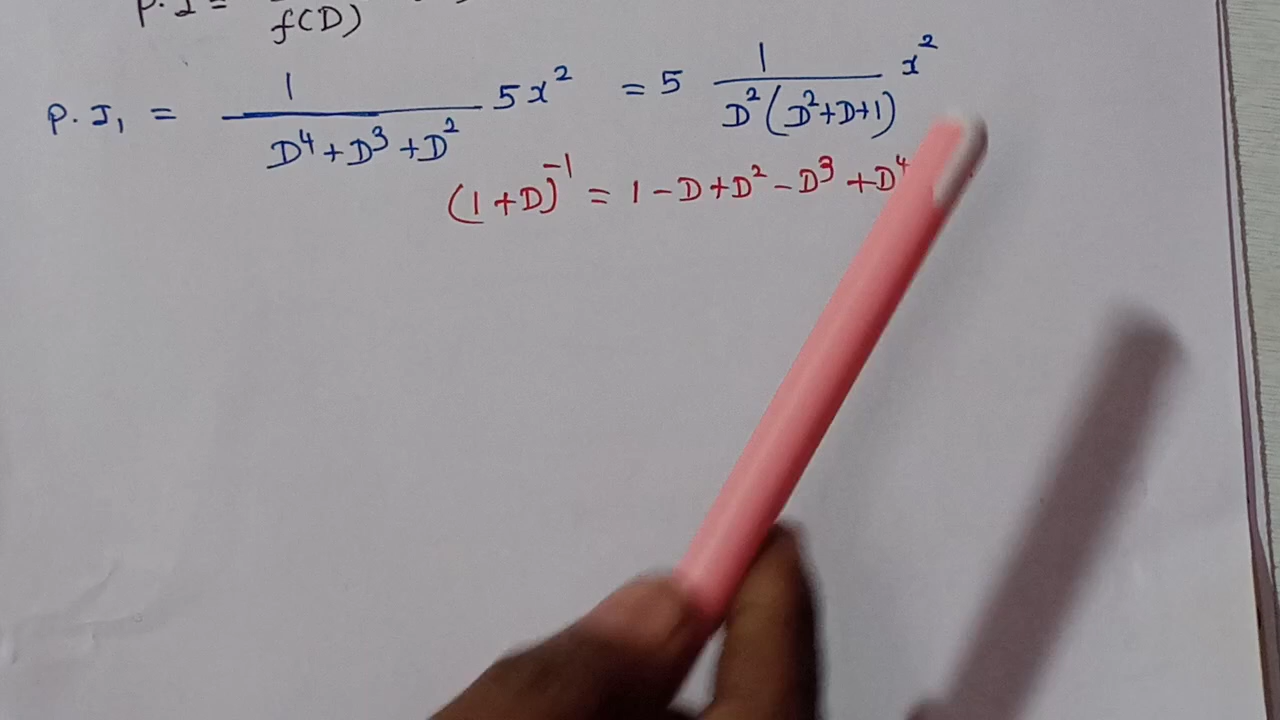 P.I =
f(D)
P.I₁ = 1/(D⁴+D³+D²) 5x² = 5 1/(D²(D²+D+1)) x²
(1+D)⁻¹ = 1-D+D²-D³+D⁴